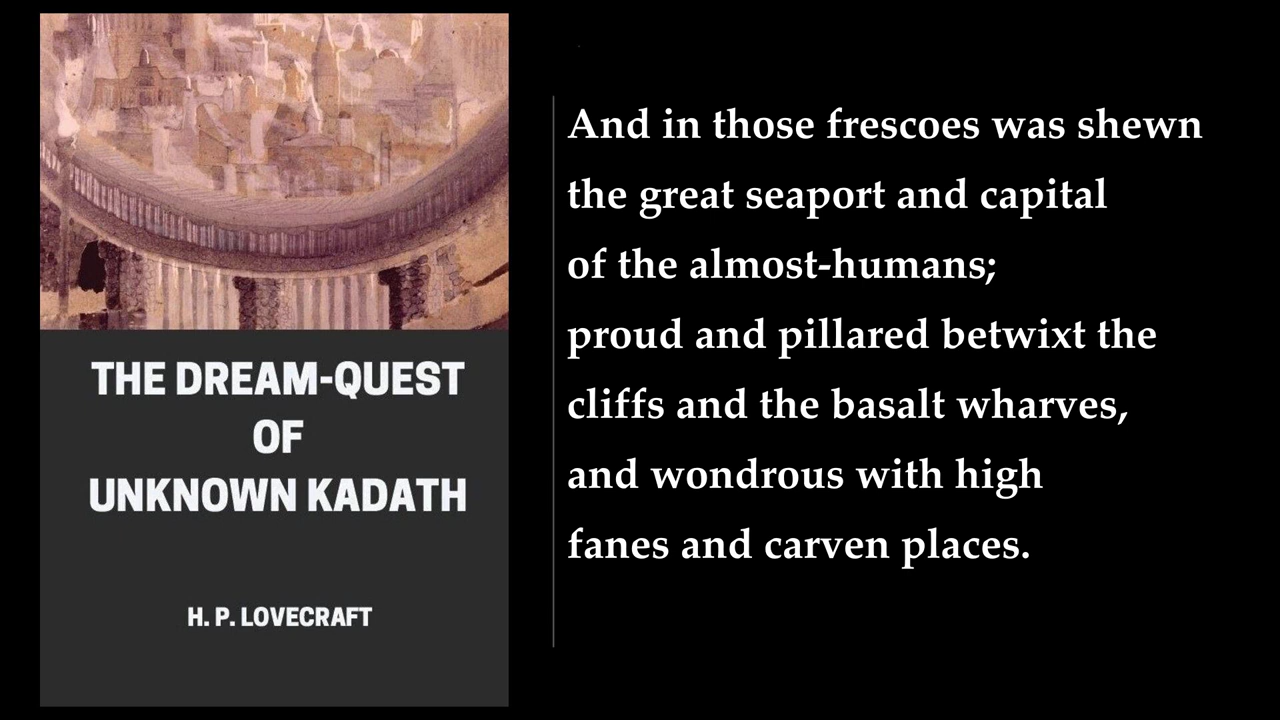 THE DREAM-QUEST
OF
UNKNOWN KADATH
H. P. LOVECRAFT
And in those frescoes was shewn
the great seaport and capital
of the almost-humans;
proud and pillared betwixt the
cliffs and the basalt wharves,
and wondrous with high
fanes and carven places.